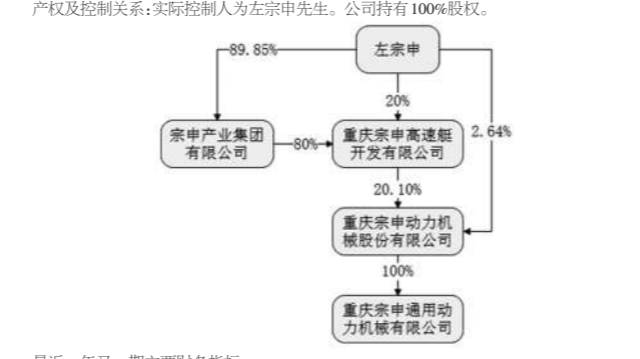 产权及控制关系:实际控制人为左宗申先生。公司持有100%股权。
左宗申
89.85%
20%
2.64%
宗申产业集团
有限公司
80%
重庆宗申高速艇
开发有限公司
20.10%
重庆宗申动力机
械股份有限公司
100%
重庆宗申通用动
力机械有限公司